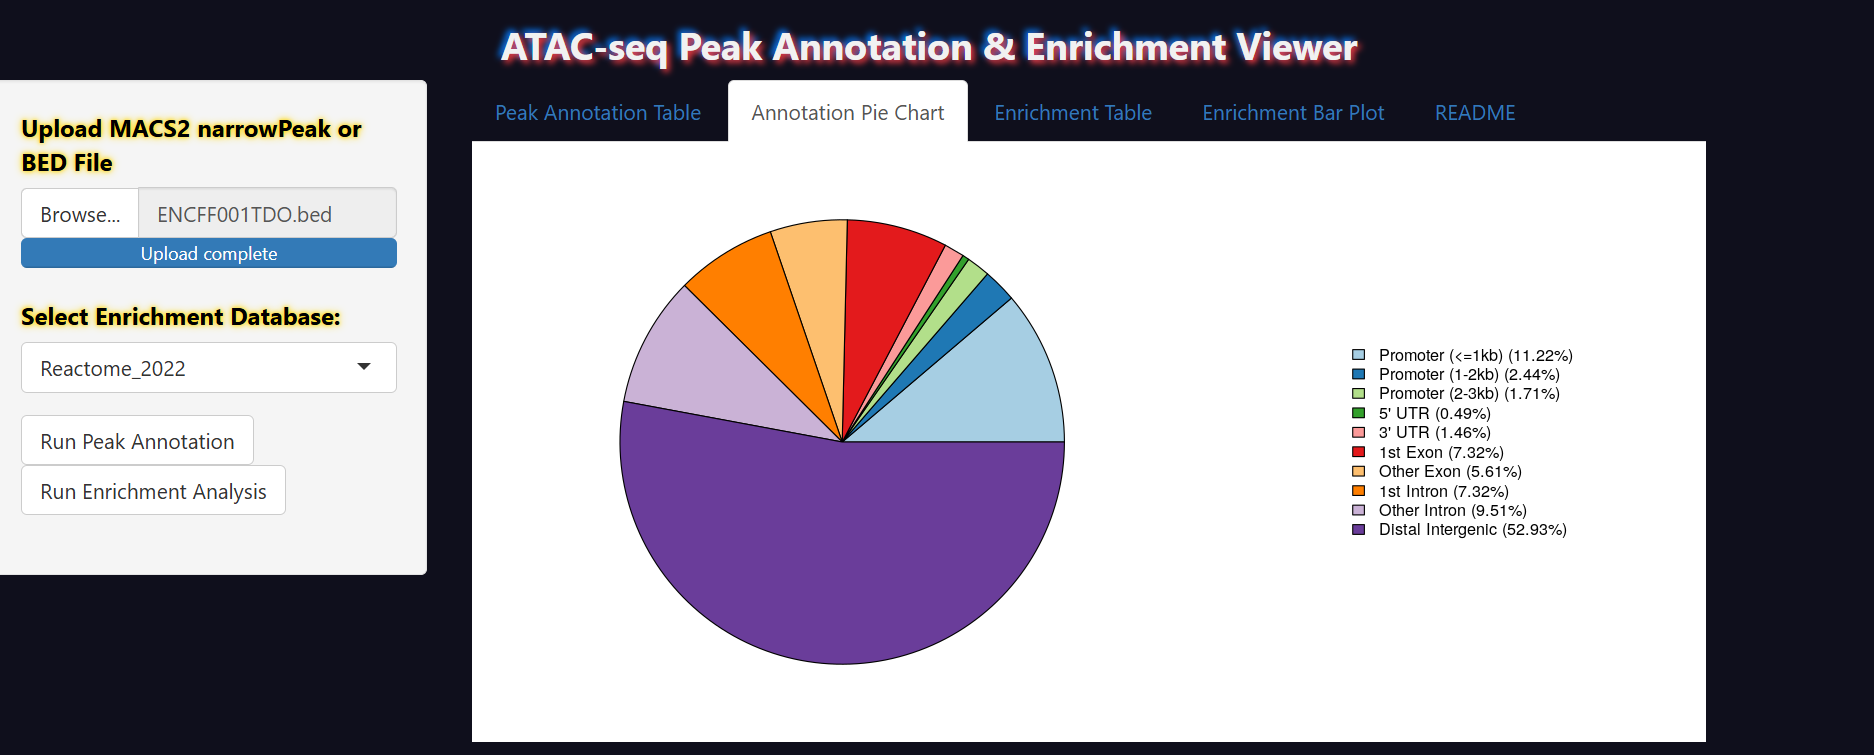 ATAC-seq Peak Annotation & Enrichment Viewer
Upload MACS2 narrowPeak or
BED File
Browse... ENCFF001TDO.bed
Upload complete
Select Enrichment Database:
Reactome_2022
Run Peak Annotation
Run Enrichment Analysis
Peak Annotation Table Annotation Pie Chart Enrichment Table Enrichment Bar Plot README
Promoter (<=1kb) (11.22%)
Promoter (1-2kb) (2.44%)
Promoter (2-3kb) (1.71%)
5' UTR (0.49%)
3' UTR (1.46%)
1st Exon (7.32%)
Other Exon (5.61%)
1st Intron (7.32%)
Other Intron (9.51%)
Distal Intergenic (52.93%)